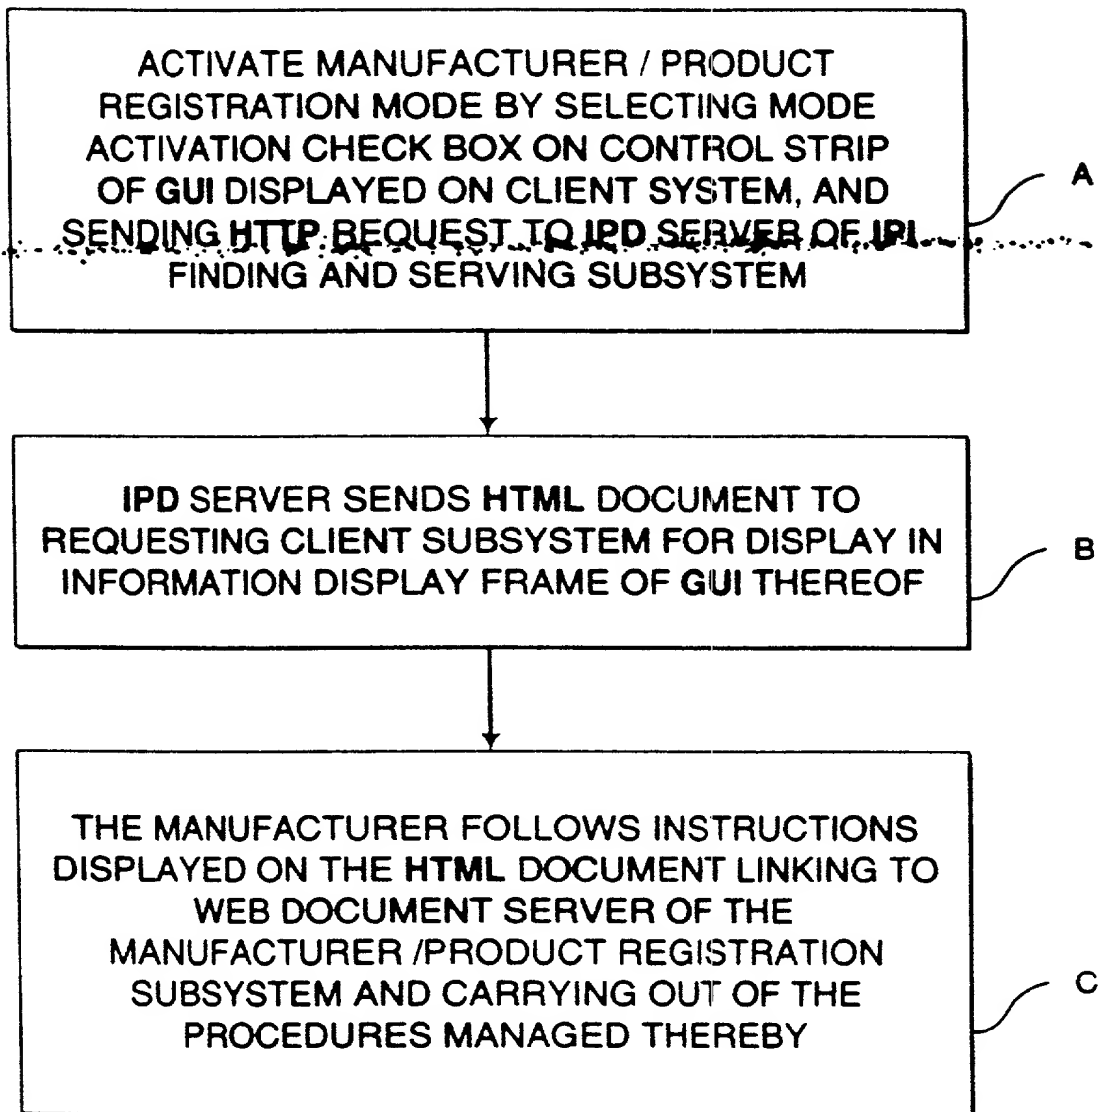 ACTIVATE MANUFACTURER / PRODUCT
REGISTRATION MODE BY SELECTING MODE
ACTIVATION CHECK BOX ON CONTROL STRIP
OF GUI DISPLAYED ON CLIENT SYSTEM, AND
SENDING HTTP REQUEST TO IPD SERVER OF IPI
FINDING AND SERVING SUBSYSTEM
A
IPD SERVER SENDS HTML DOCUMENT TO
REQUESTING CLIENT SUBSYSTEM FOR DISPLAY IN
INFORMATION DISPLAY FRAME OF GUI THEREOF
B
THE MANUFACTURER FOLLOWS INSTRUCTIONS
DISPLAYED ON THE HTML DOCUMENT LINKING TO
WEB DOCUMENT SERVER OF THE
MANUFACTURER /PRODUCT REGISTRATION
SUBSYSTEM AND CARRYING OUT OF THE
PROCEDURES MANAGED THEREBY
C